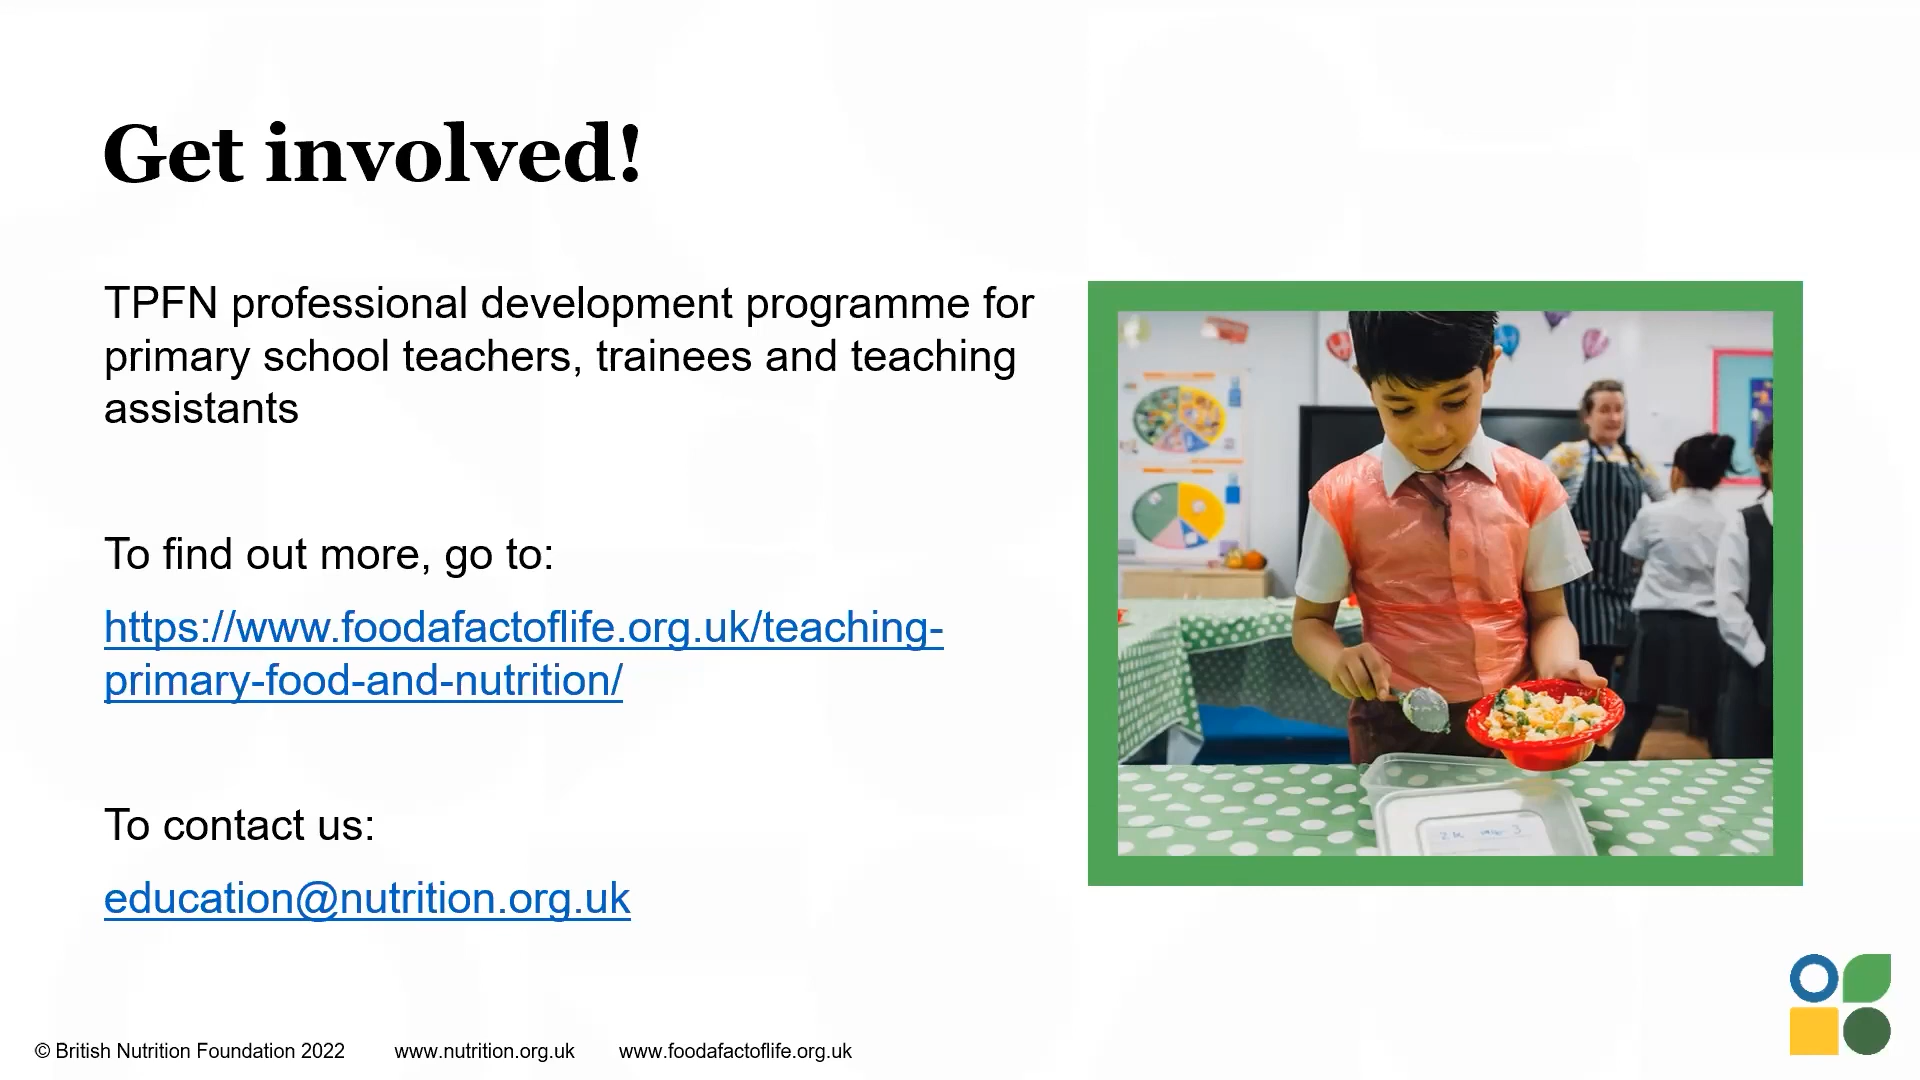 Get involved!
TPFN professional development programme for
primary school teachers, trainees and teaching
assistants
To find out more, go to:
https://www.foodafactoflife.org.uk/teaching-
primary-food-and-nutrition/
To contact us:
education@nutrition.org.uk
© British Nutrition Foundation 2022 www.nutrition.org.uk www.foodafactoflife.org.uk